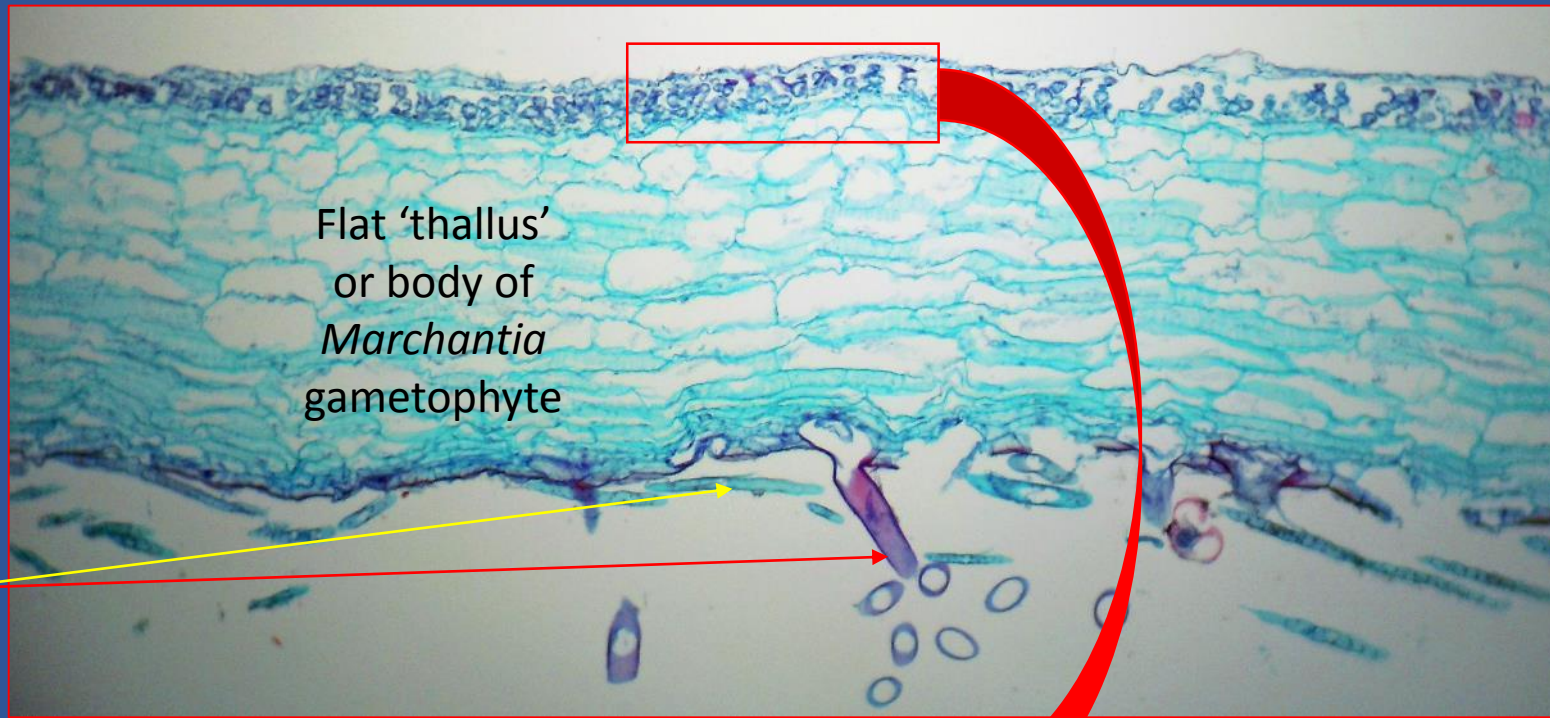 Flat ‘thallus’
or body of
Marchantia
gametophyte